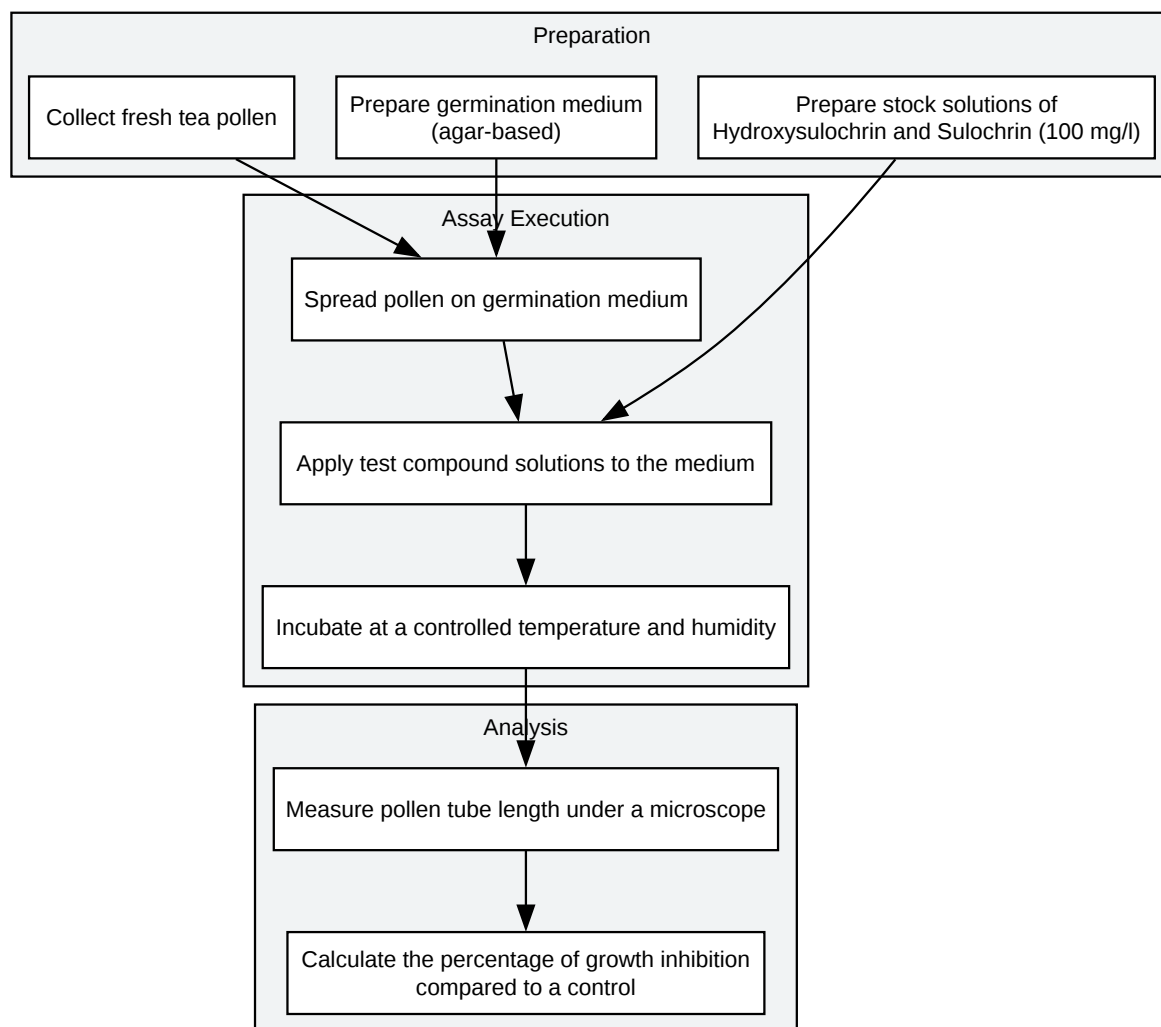 Preparation
Collect fresh tea pollen
Prepare germination medium
(agar-based)
Prepare stock solutions of
Hydroxysulochrin and Sulochrin (100 mg/l)
Assay Execution
Spread pollen on germination medium
Apply test compound solutions to the medium
Incubate at a controlled temperature and humidity
Analysis
Measure pollen tube length under a microscope
Calculate the percentage of growth inhibition
compared to a control